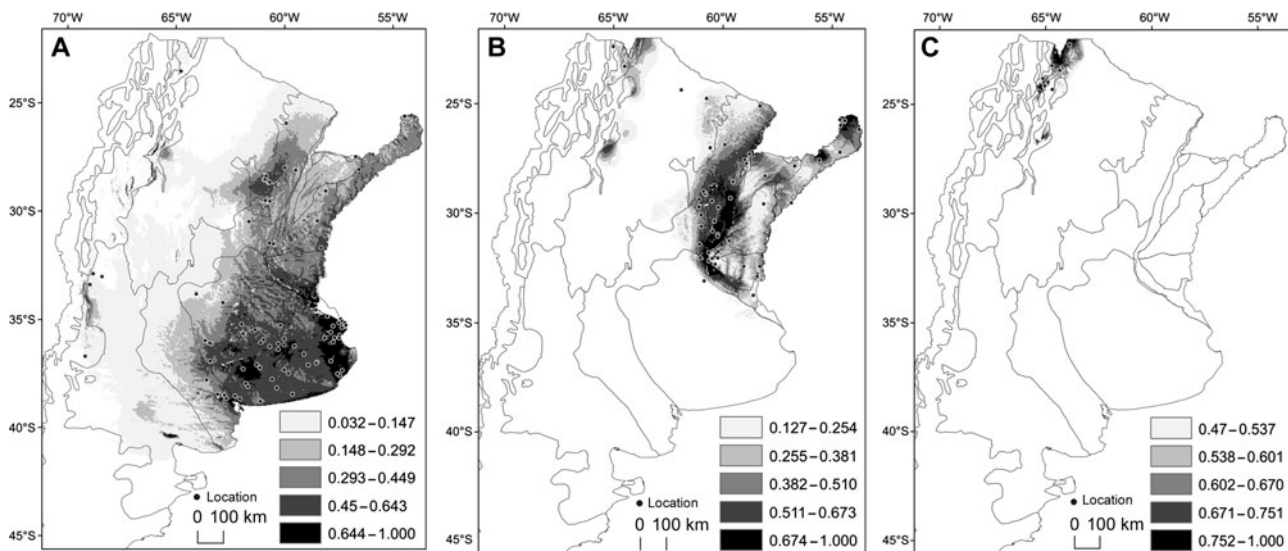 70°W 65°W 60°W 55°W
A
25°S
30°S
35°S
40°S
45°S
0.032–0.147
0.148–0.292
0.293–0.449
0.45–0.643
0.644–1.000
Location
0 100 km
70°W 65°W 60°W 55°W
B
25°S
30°S
35°S
40°S
45°S
0.127–0.254
0.255–0.381
0.382–0.510
0.511–0.673
0.674–1.000
Location
0 100 km
70°W 65°W 60°W 55°W
C
25°S
30°S
35°S
40°S
45°S
0.47–0.537
0.538–0.601
0.602–0.670
0.671–0.751
0.752–1.000
Location
0 100 km